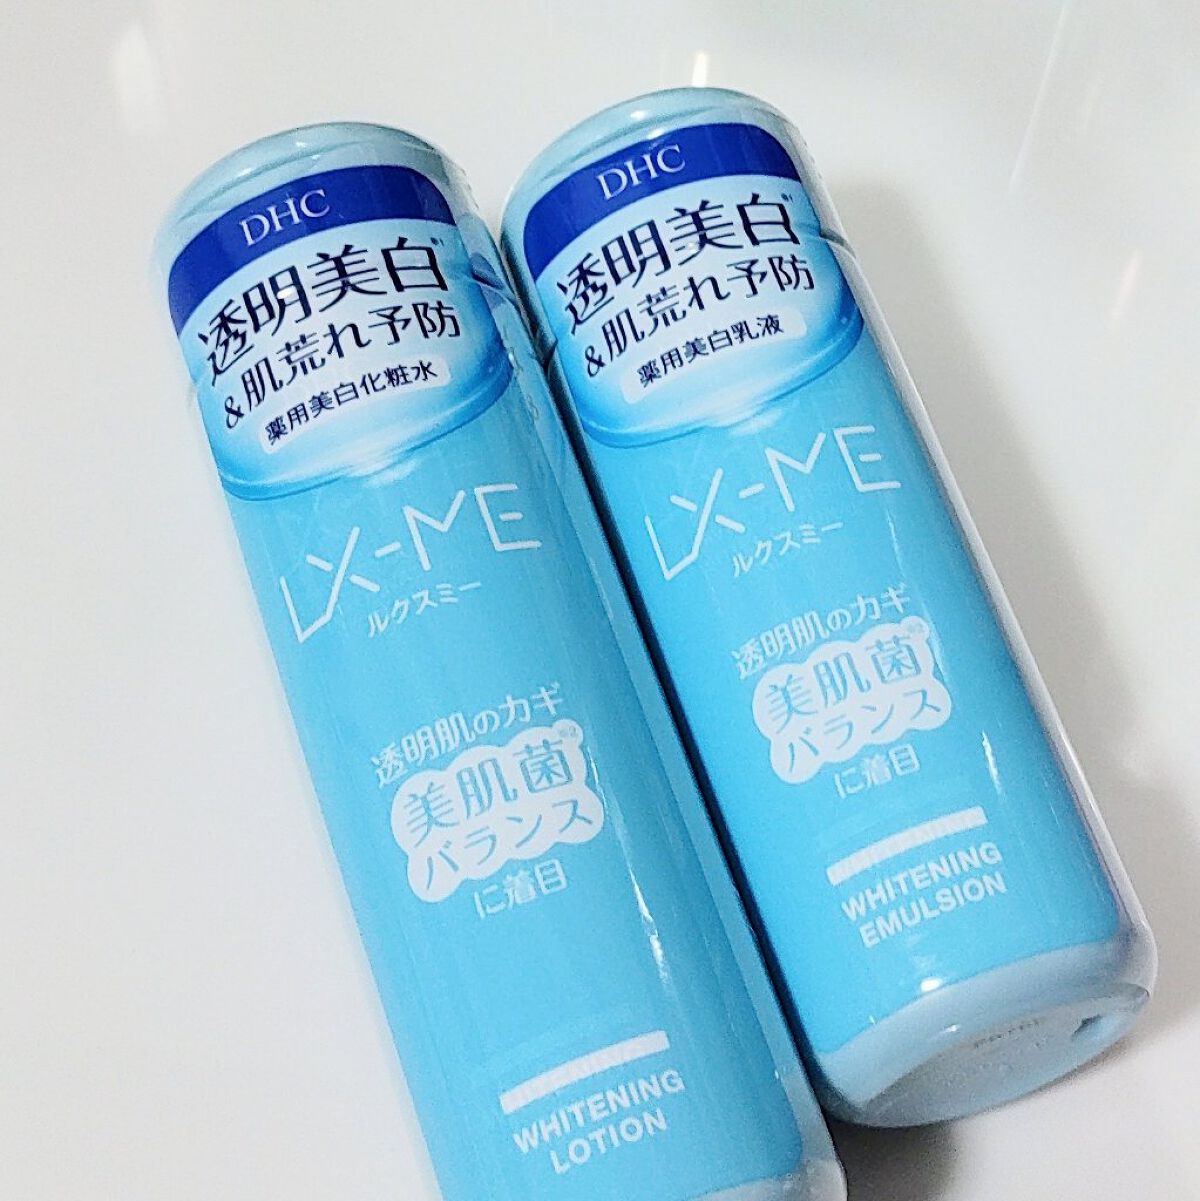 DHC
透明美白※1
&肌荒れ予防
薬用美白化粧水
LX-ME
ルクスミー
透明肌のカギ
美肌菌※2
バランス
に着目
WHITENING
LOTION
DHC
透明美白※1
&肌荒れ予防
薬用美白乳液
LX-ME
ルクスミー
透明肌のカギ
美肌菌※2
バランス
に着目
WHITENING
EMULSION